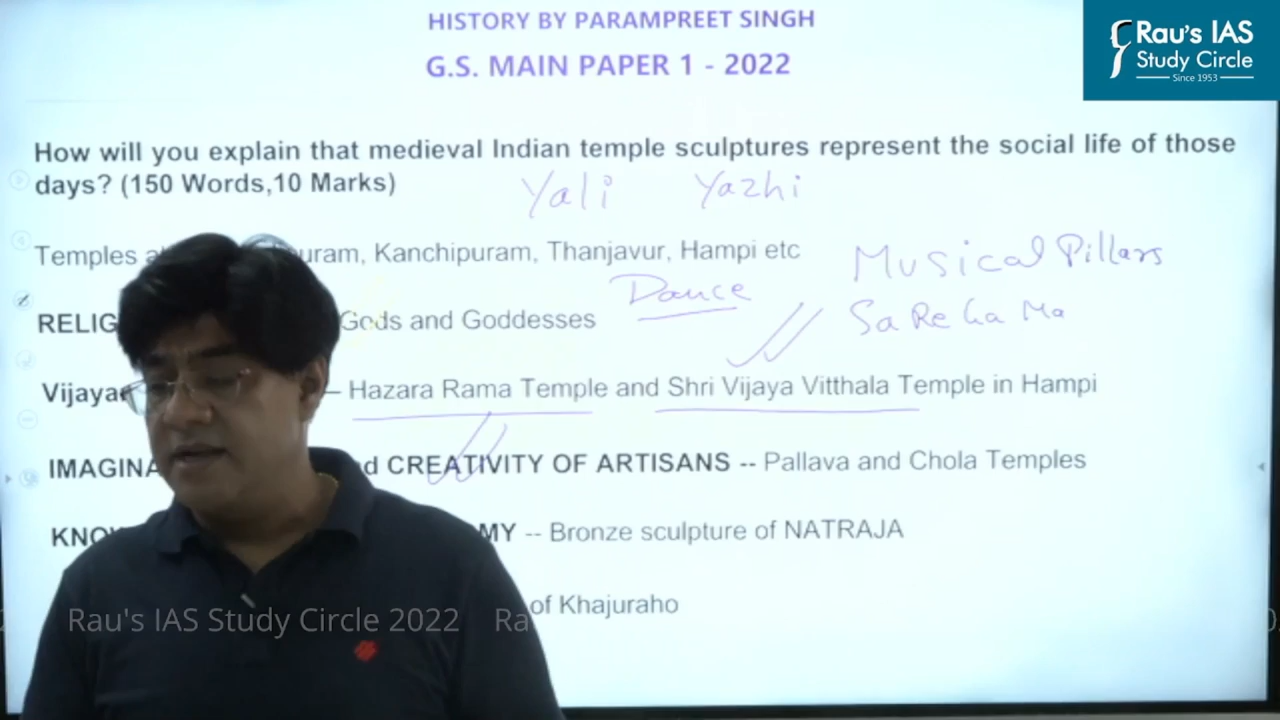 HISTORY BY PARAMPREET SINGH
G.S. MAIN PAPER 1 - 2022
Rau's IAS
Study Circle
Since 1953
How will you explain that medieval Indian temple sculptures represent the social life of those
days? (150 Words,10 Marks)
Yali Yazhi
Temples uram, Kanchipuram, Thanjavur, Hampi etc
Musical Pillars
Dance
SaReGa Ma
RELIG Gods and Goddesses
Vijaya – Hazara Rama Temple and Shri Vijaya Vitthala Temple in Hampi
IMAGINA d CREATIVITY OF ARTISANS -- Pallava and Chola Temples
KNO MY -- Bronze sculpture of NATRAJA
of Khajuraho
Rau's IAS Study Circle 2022 Ra